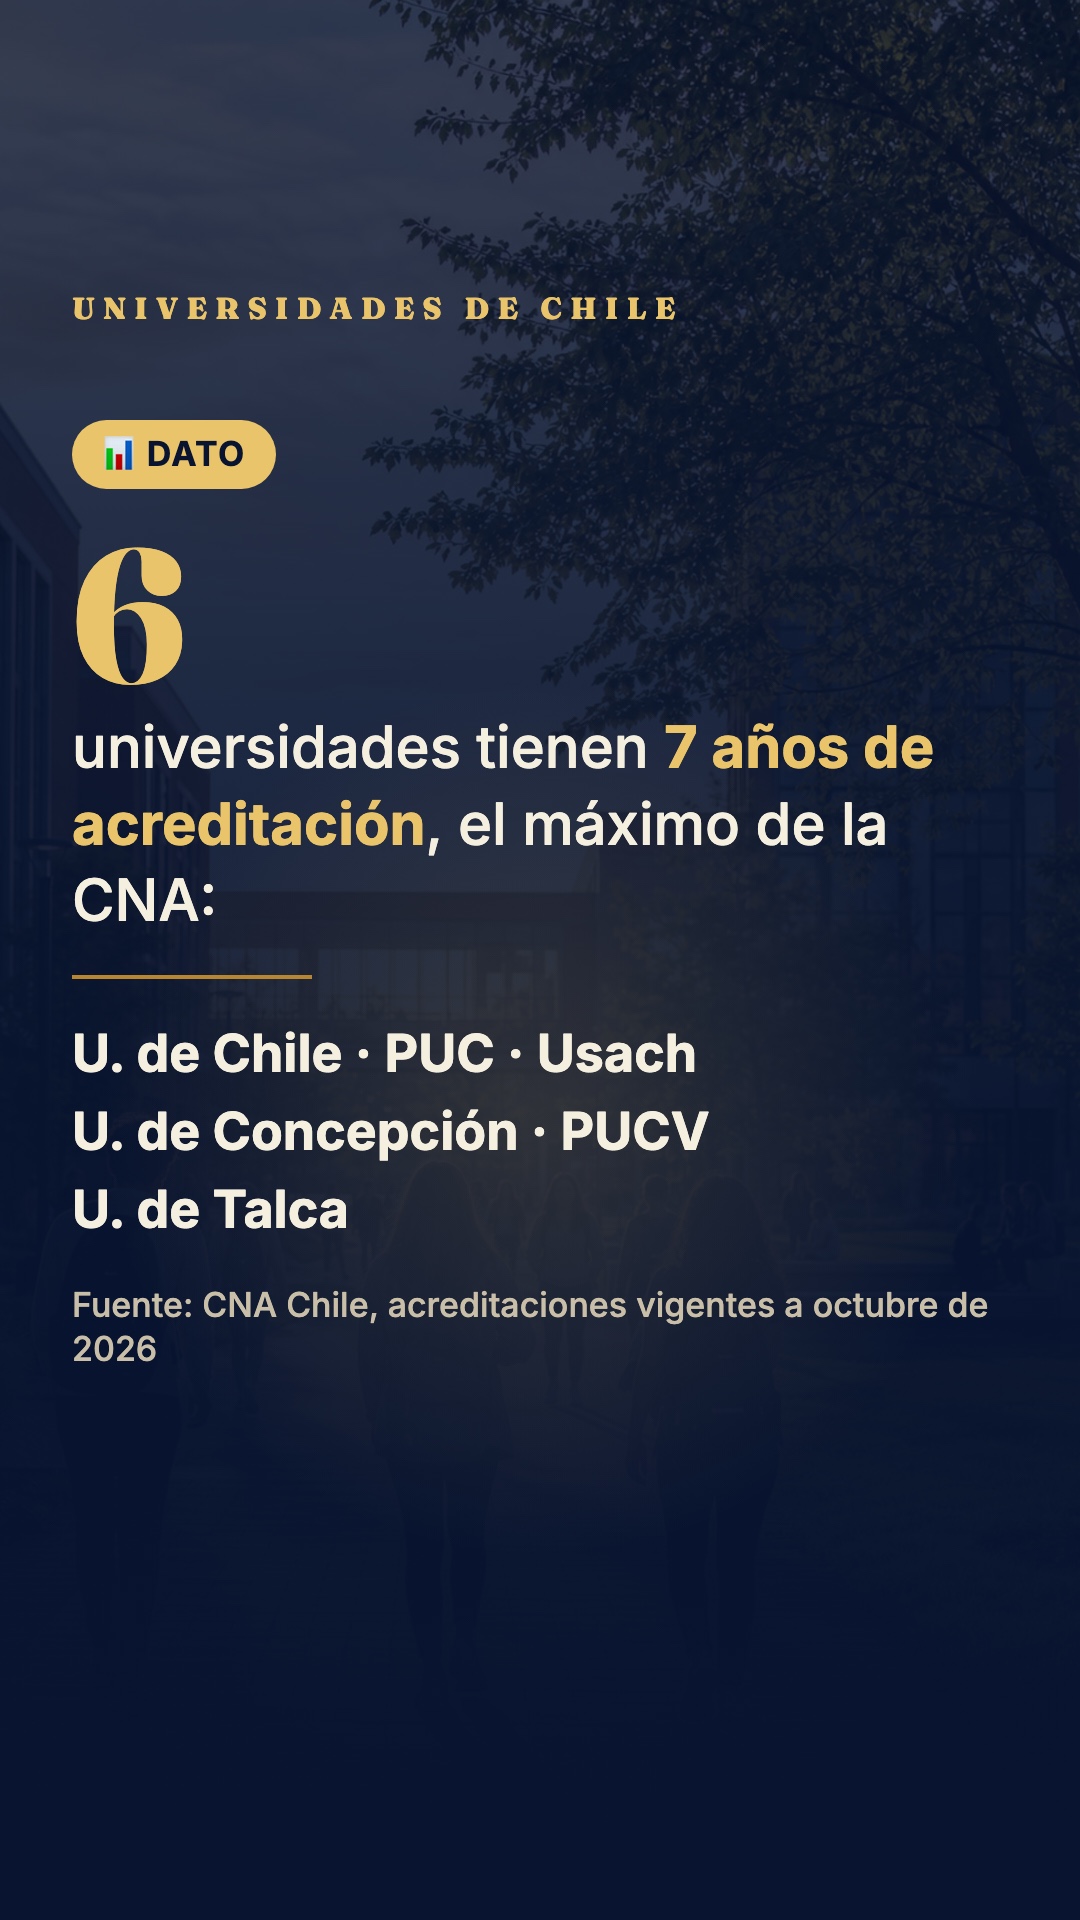 UNIVERSIDADES DE CHILE
📊 DATO
6
universidades tienen 7 años de
acreditación, el máximo de la
CNA:
U. de Chile · PUC · Usach
U. de Concepción · PUCV
U. de Talca
Fuente: CNA Chile, acreditaciones vigentes a octubre de
2026